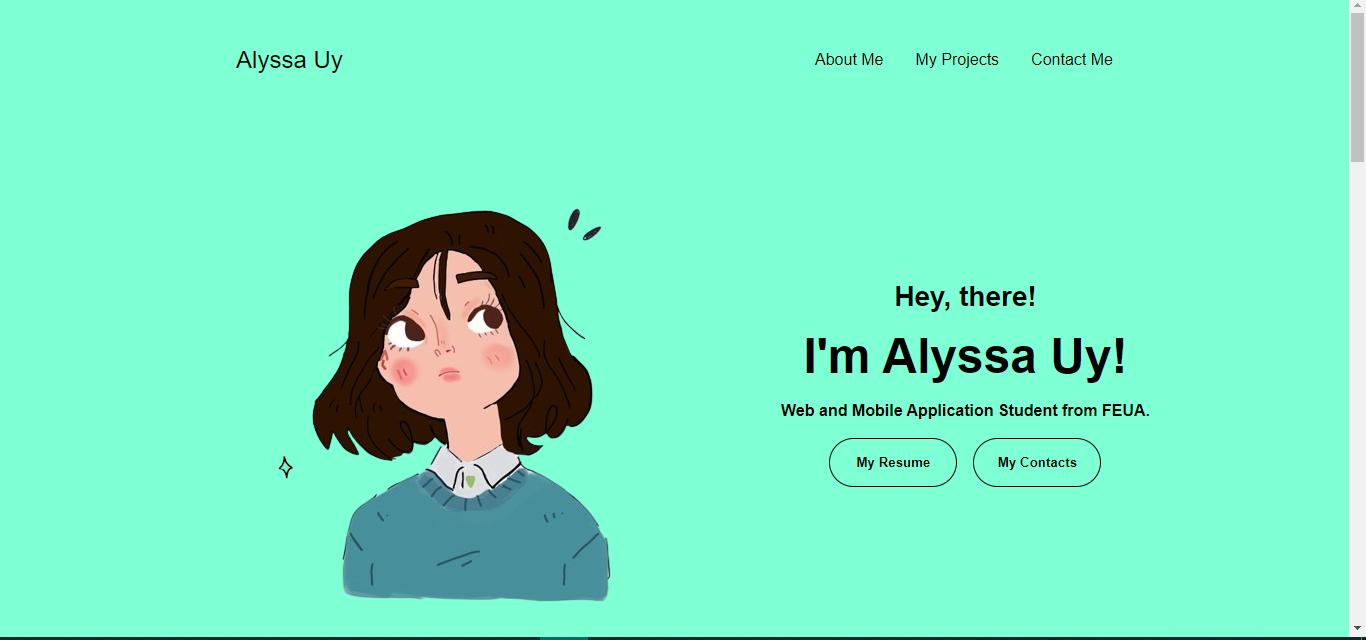 Alyssa Uy
About Me My Projects Contact Me
Hey, there!
I'm Alyssa Uy!
Web and Mobile Application Student from FEUA.
My Resume My Contacts